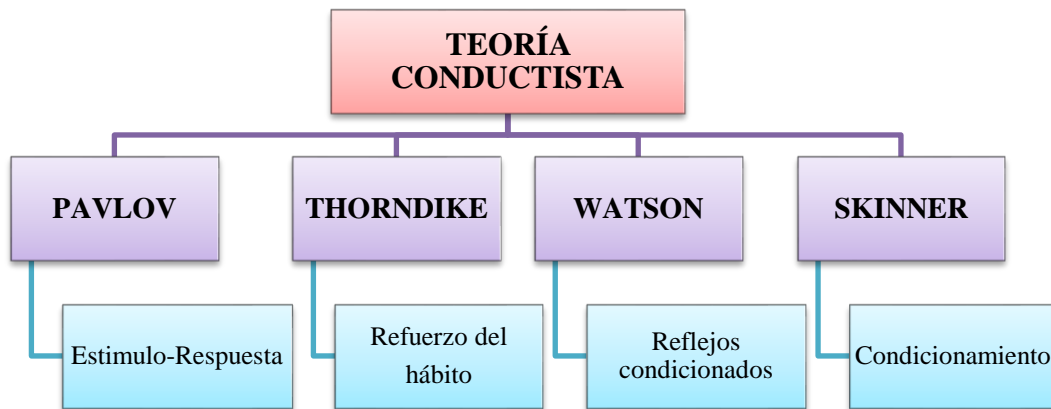 TEORÍA
CONDUCTISTA
PAVLOV
THORNDIKE
WATSON
SKINNER
Estimulo-Respuesta
Refuerzo del
hábito
Reflejos
condicionados
Condicionamiento